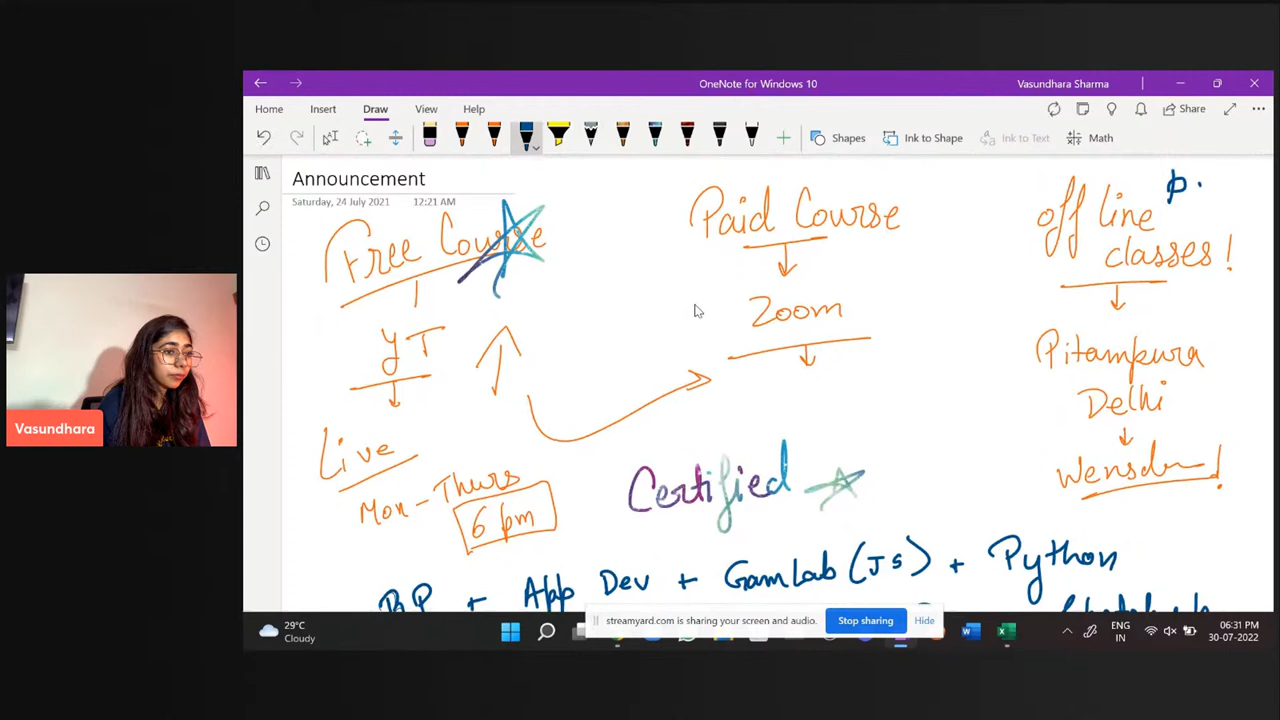 OneNote for Windows 10
Vasundhara Sharma
Home Insert Draw View Help
Share
Shapes Ink to Shape Ink to Text Math
Announcement
Saturday, 24 July 2021 12:21 AM
Free Course
YT
Live
Mon-Thurs
6 pm
Paid Course
Zoom
Certified
off line
classes!
Pitampura
Delhi
BP + App Dev + GamLab (JS) + Python
Vasundhara
streamyard.com is sharing your screen and audio. Stop sharing Hide
29°C
Cloudy
ENG
IN
06:31 PM
30-07-2022